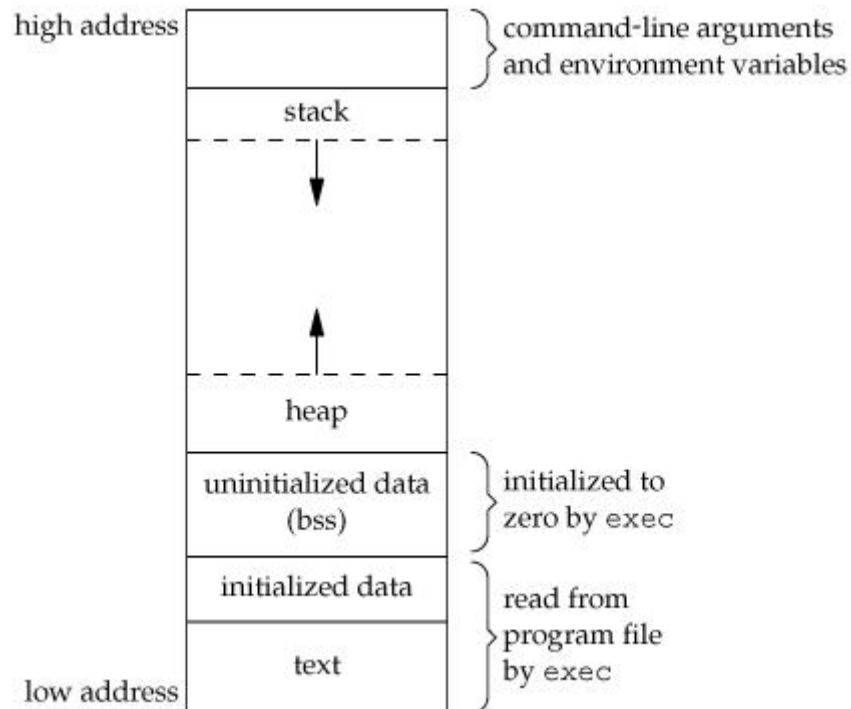 high address
command-line arguments
and environment variables
stack
heap
uninitialized data
(bss)
initialized to
zero by exec
initialized data
read from
program file
by exec
text
low address